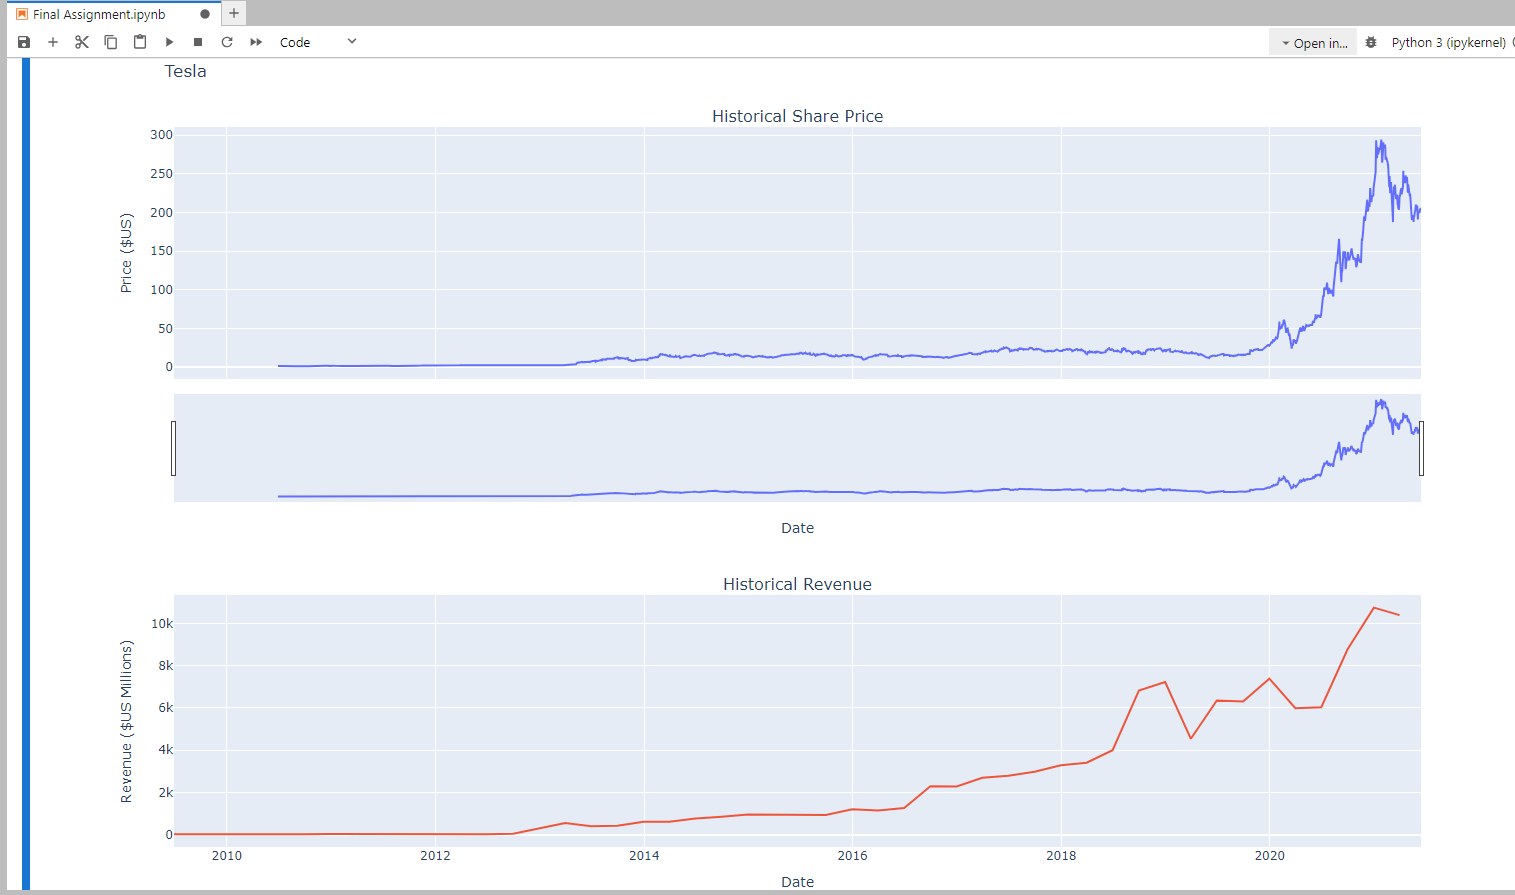 Final Assignment.ipynb
Code
Open in...
Python 3 (ipykernel)
Tesla
Historical Share Price
300
250
200
150
100
50
0
Price ($US)
Date
Historical Revenue
10k
8k
6k
4k
2k
0
Revenue ($US Millions)
2010 2012 2014 2016 2018 2020
Date